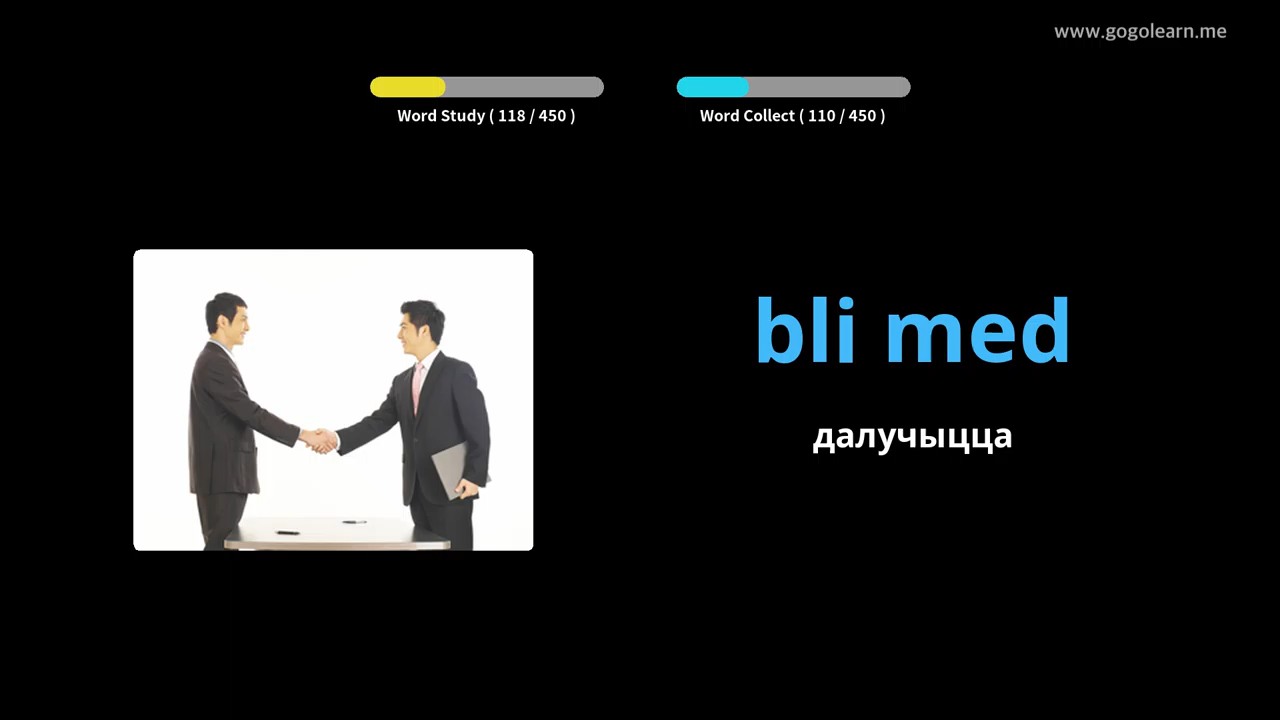 www.gogolearn.me
Word Study ( 118 / 450 )
Word Collect ( 110 / 450 )
bli med
далучыцца